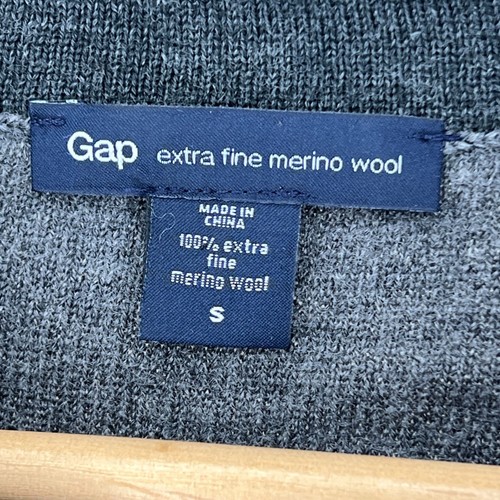 Gap extra fine merino wool
MADE IN
CHINA
100% extra
fine
merino wool
S